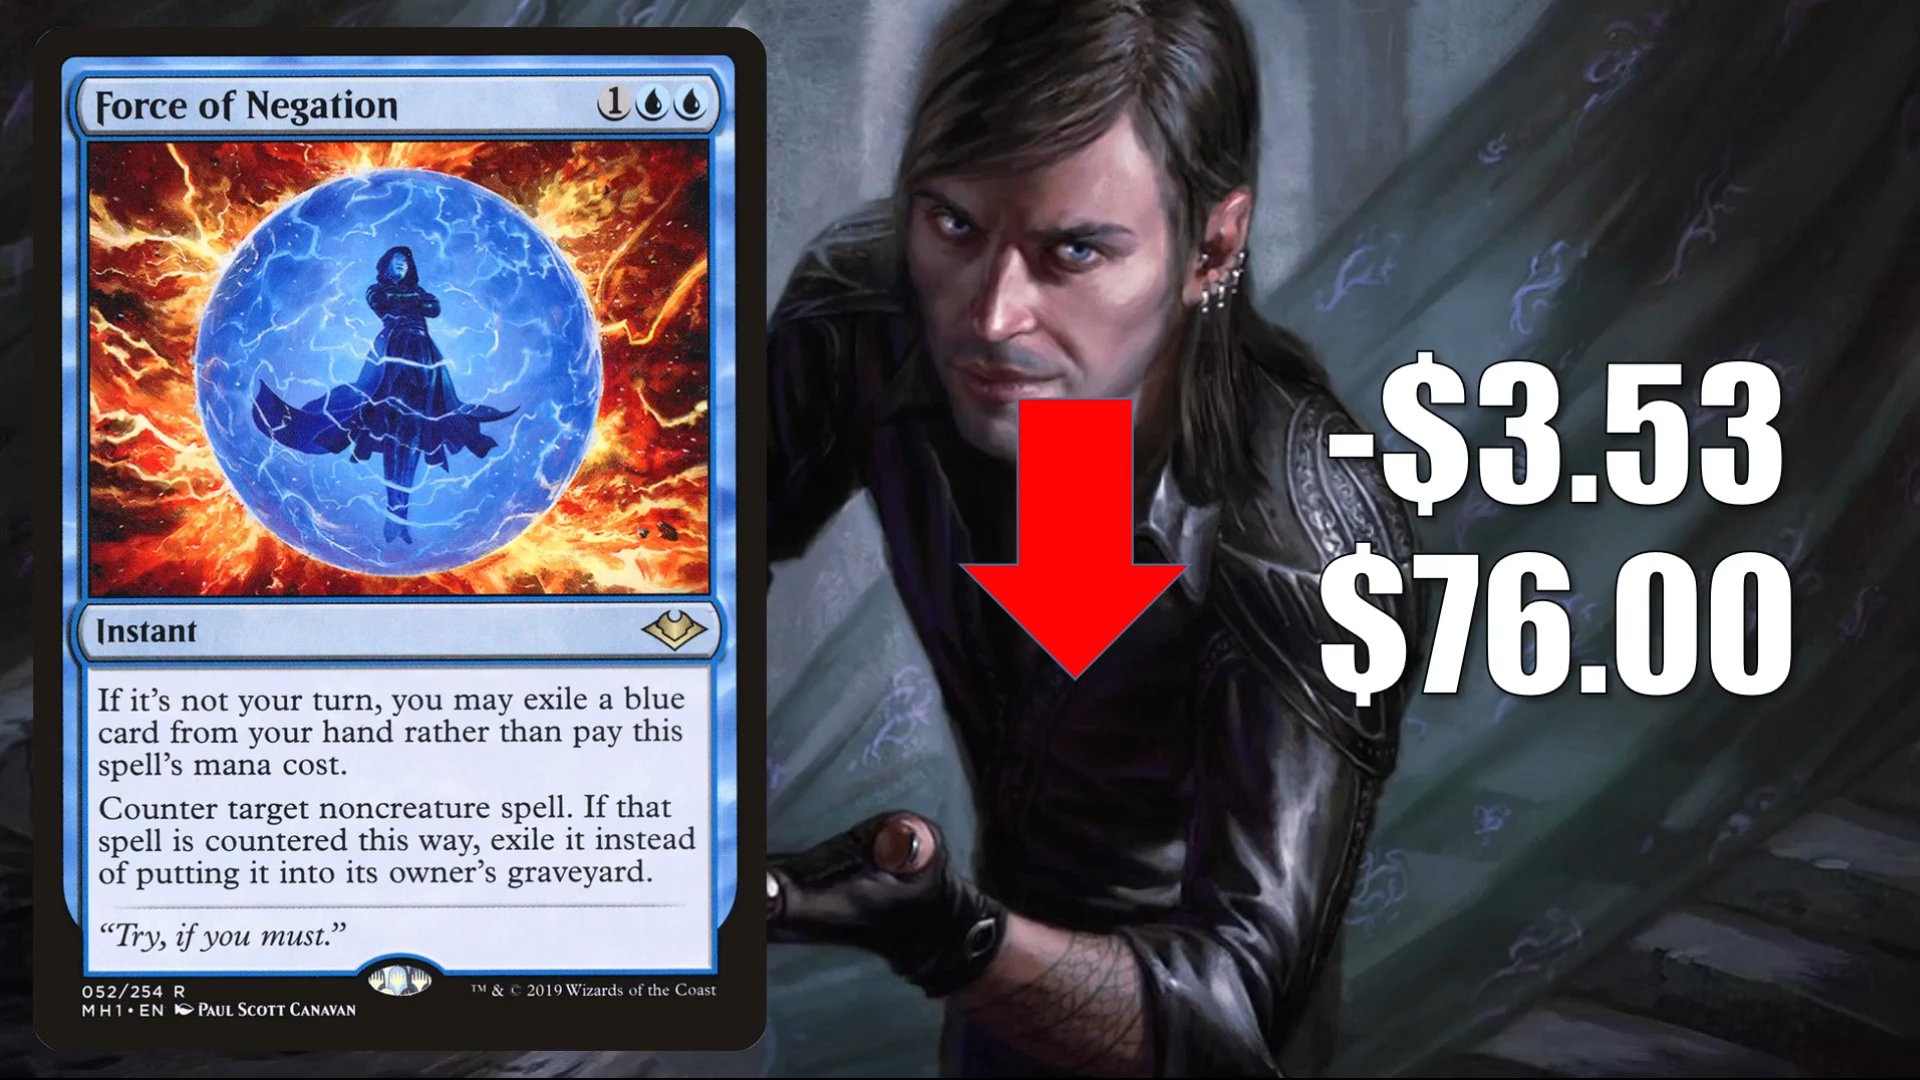 Force of Negation 1
Instant
If it's not your turn, you may exile a blue
card from your hand rather than pay this
spell's mana cost.
Counter target noncreature spell. If that
spell is countered this way, exile it instead
of putting it into its owner's graveyard.
“Try, if you must.”
052/254 R
MH1•EN PAUL SCOTT CANAVAN
™ & © 2019 Wizards of the Coast
-$3.53
$76.00